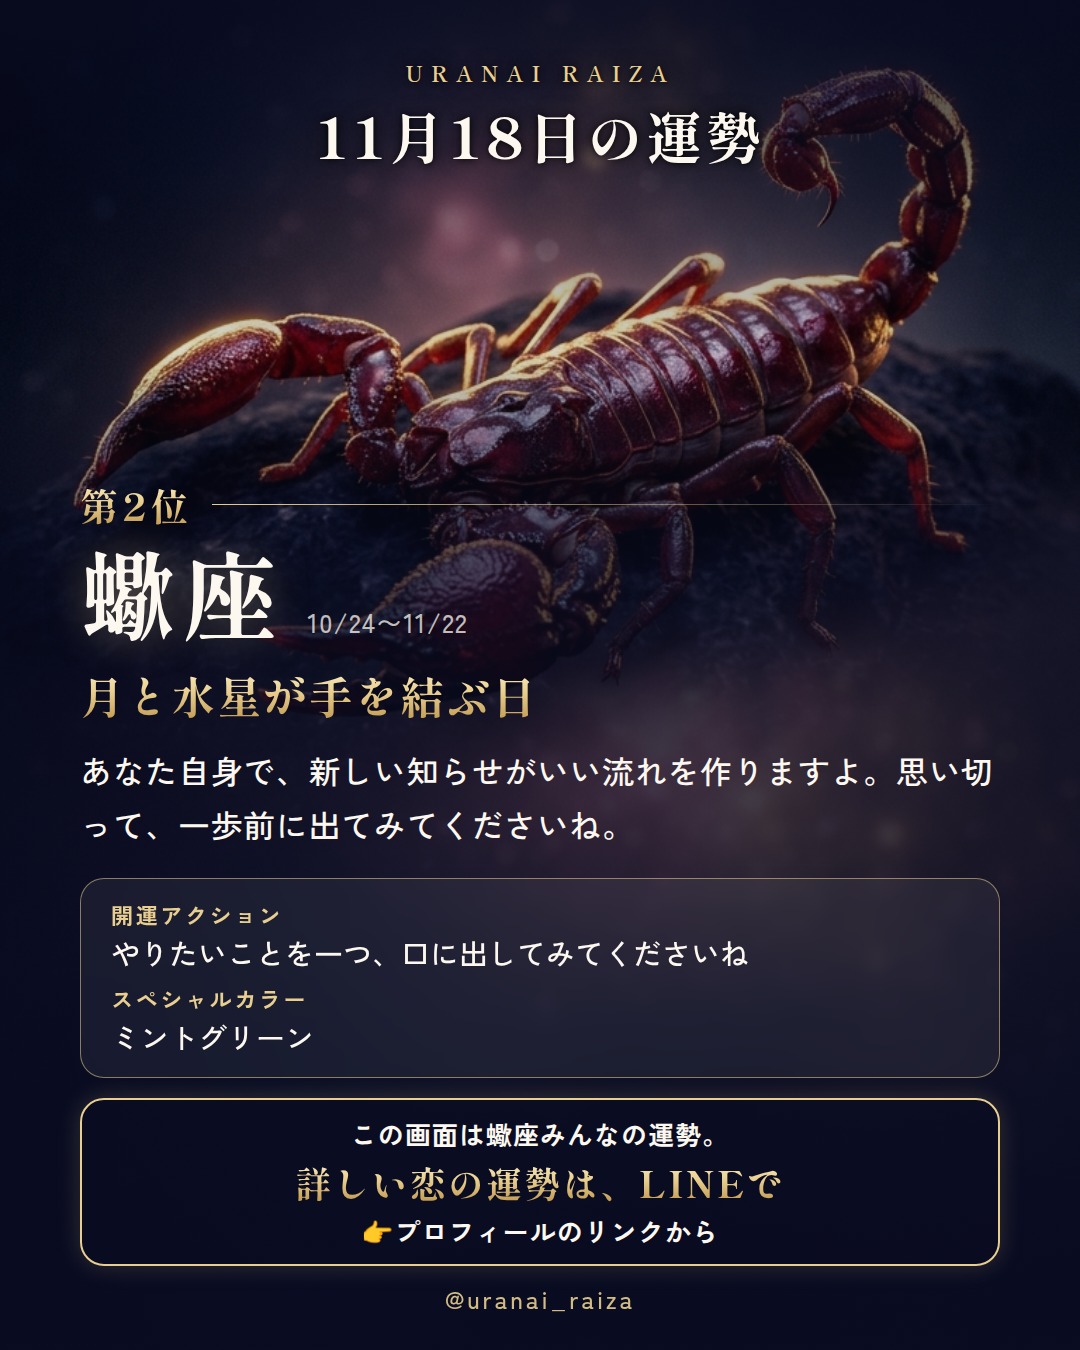 URANAI RAIZA
11月18日の運勢
第2位
蠍座 10/24〜11/22
月と水星が手を結ぶ日
あなた自身で、新しい知らせがいい流れを作りますよ。思い切
って、一歩前に出てみてくださいね。
開運アクション
やりたいことを一つ、口に出してみてくださいね
スペシャルカラー
ミントグリーン
この画面は蠍座みんなの運勢。
詳しい恋の運勢は、LINEで
👉プロフィールのリンクから
@uranai_raiza